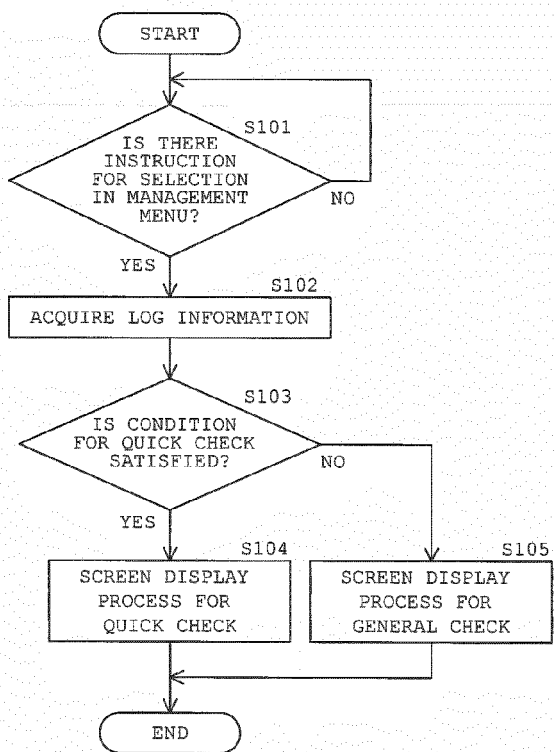 START
S101
IS THERE
INSTRUCTION
FOR SELECTION
IN MANAGEMENT
MENU?
NO
YES
S102
ACQUIRE LOG INFORMATION
S103
IS CONDITION
FOR QUICK CHECK
SATISFIED?
NO
YES
S104
SCREEN DISPLAY
PROCESS FOR
QUICK CHECK
S105
SCREEN DISPLAY
PROCESS FOR
GENERAL CHECK
END